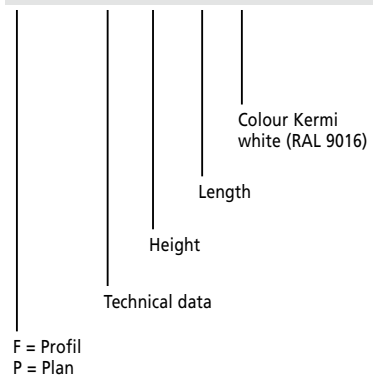 Colour Kermi
white (RAL 9016)
Length
Height
Technical data
F = Profil
P = Plan